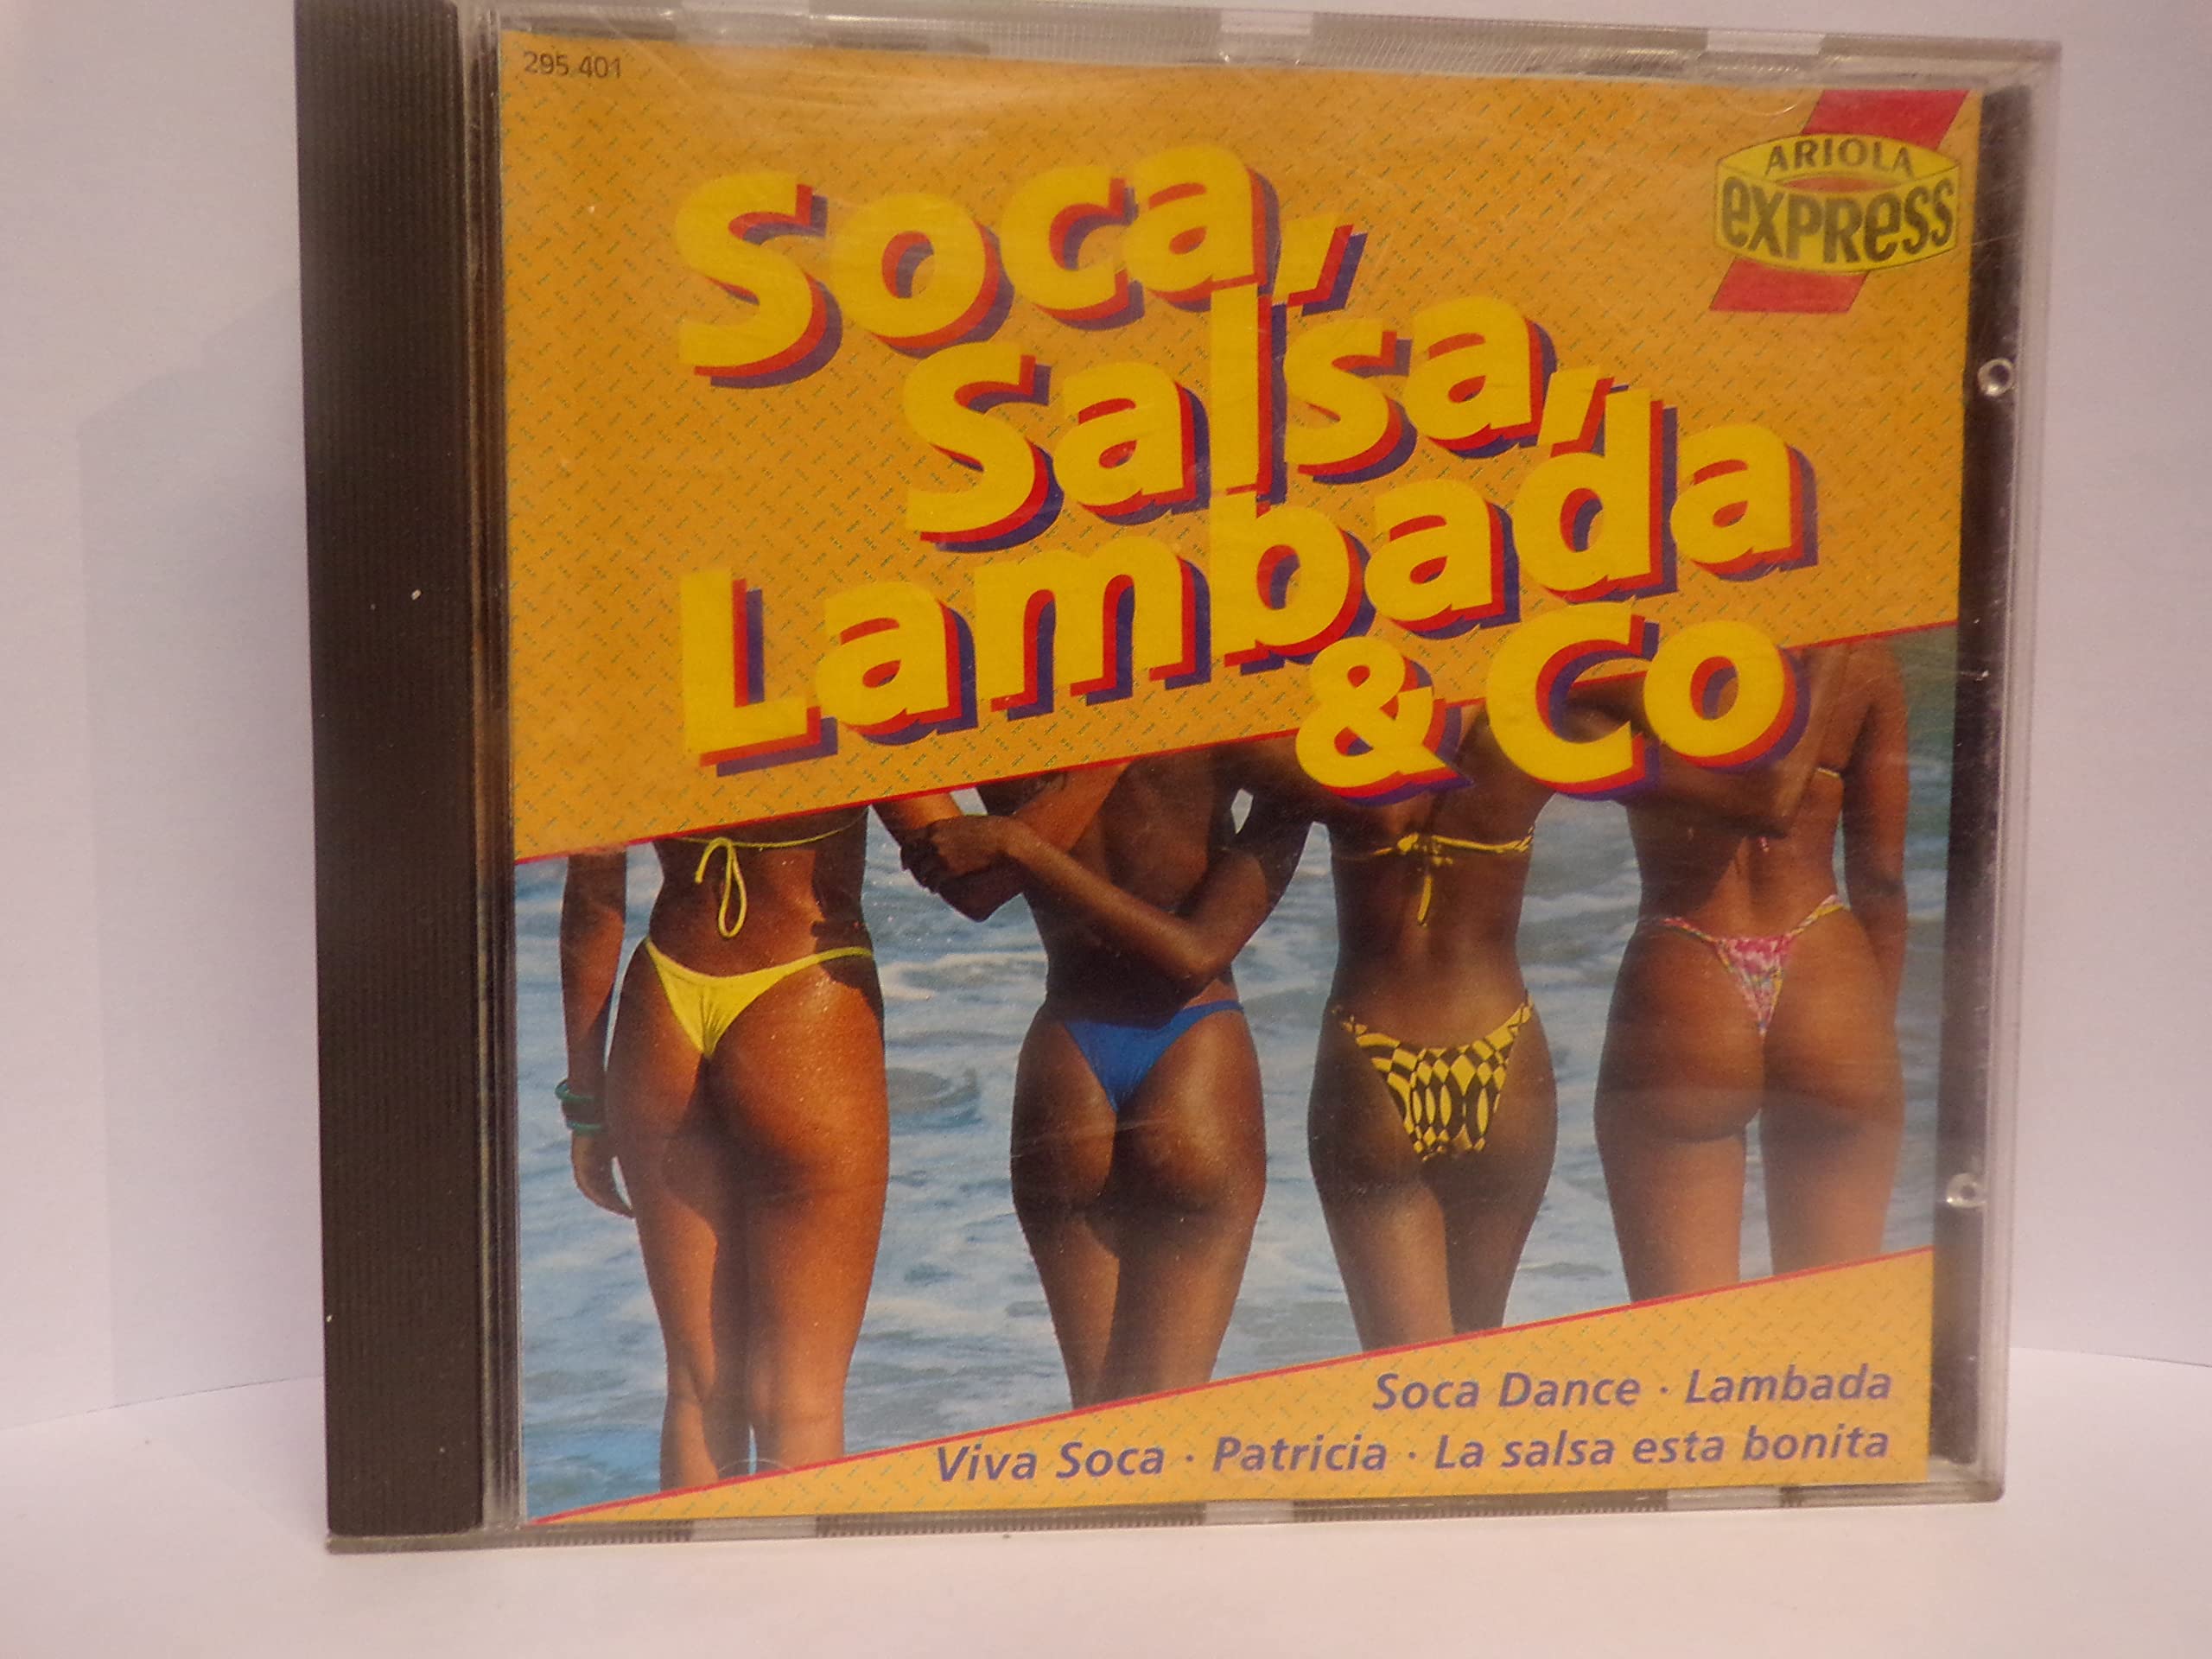 295 401
ARIOLA
express
Soca,
Salsa,
Lambada
& Co
Soca Dance · Lambada
Viva Soca · Patricia · La salsa esta bonita